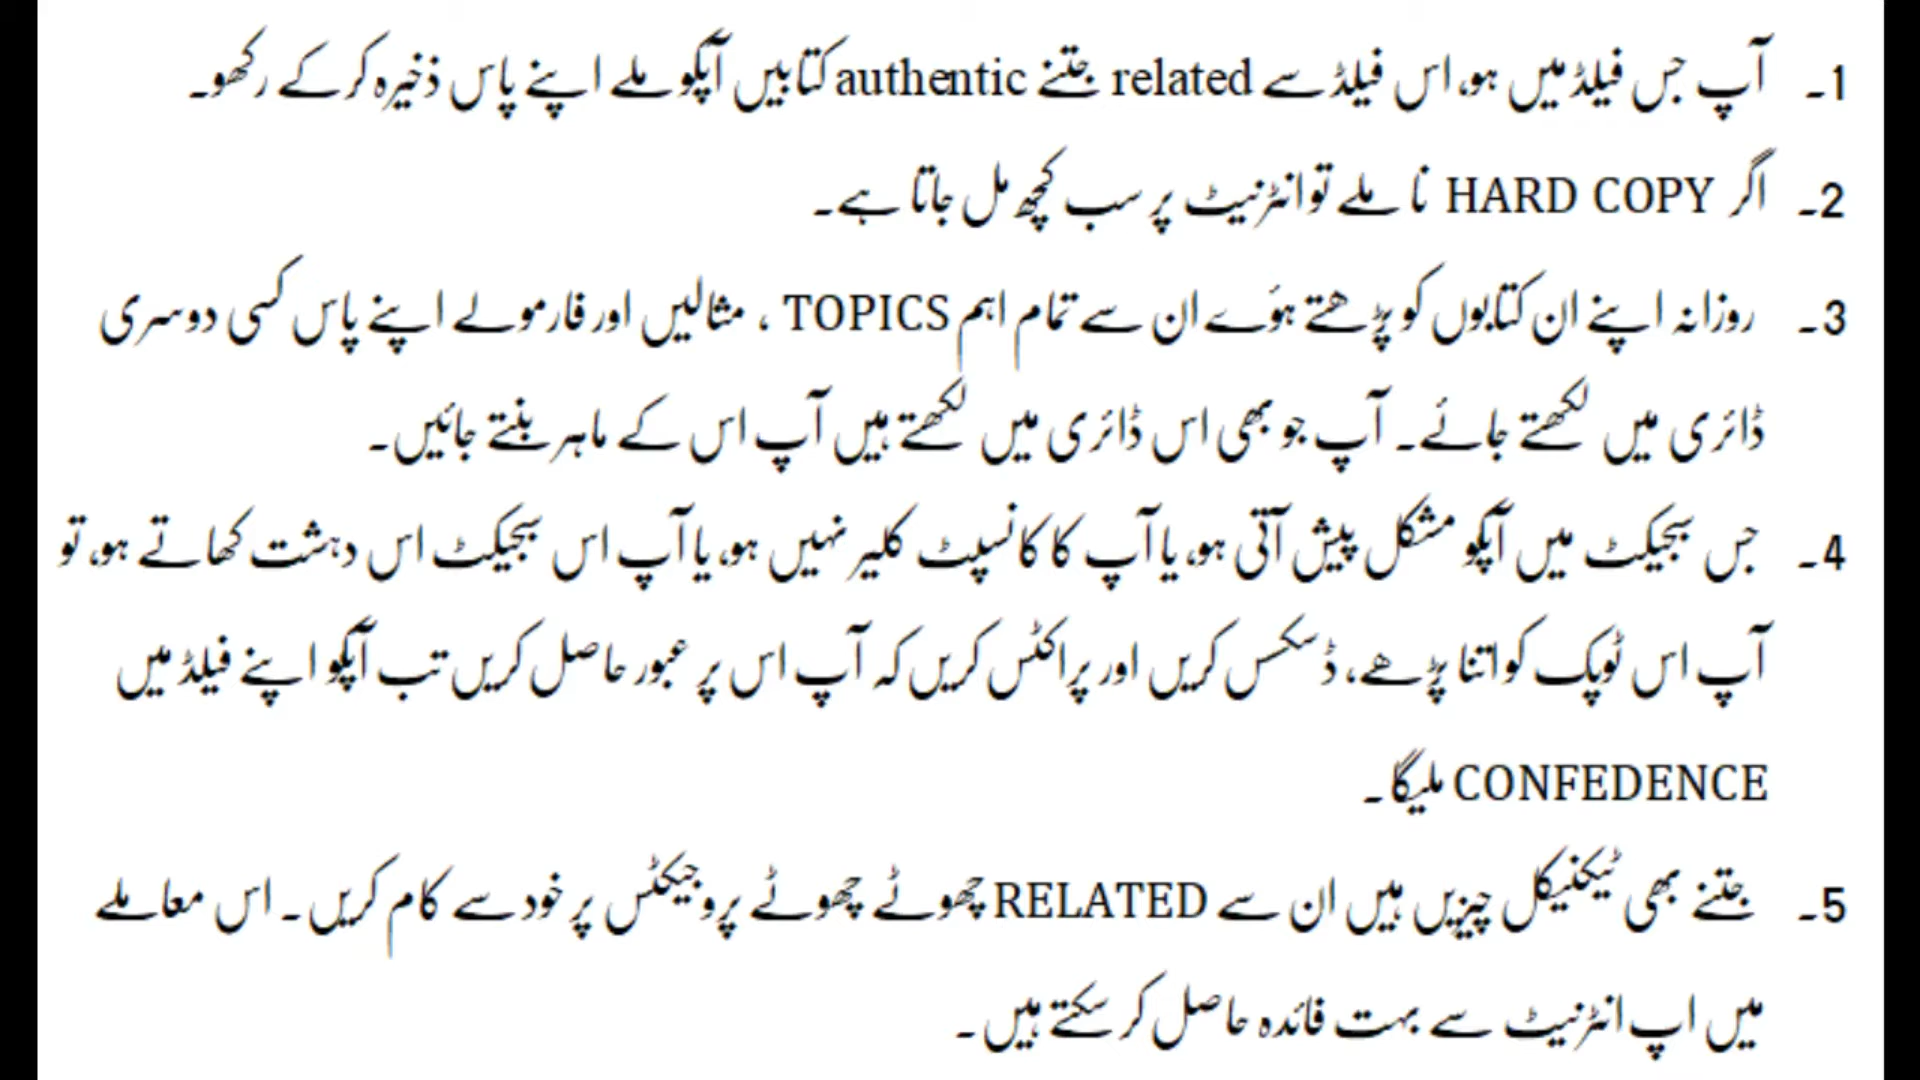 1۔ آپ جس فیلڈ میں ہو، اس فیلڈ سے related جتنے authentic کتابیں آپکو ملے اپنے پاس ذخیرہ کرکے رکھو۔
2۔ اگر HARD COPY نا ملے تو انٹرنیٹ پر سب کچھ مل جاتا ہے۔
3۔ روزانہ اپنے ان کتابوں کو پڑھتے ہوُے ان سے تمام اہم TOPICS ، مثالیں اور فارمولے اپنے پاس کسی دوسری
ڈائری میں لکھتے جائے۔ آپ جو بھی اس ڈائری میں لکھتے ہیں آپ اس کے ماہر بنتے جائیں۔
4۔ جس سبجیکٹ میں آپکو مشکل پیش آتی ہو، یا آپ کا کانسپٹ کلیر نہیں ہو، یا آپ اس سبجیکٹ اس دہشت کھاتے ہو، تو
آپ اس ٹوپک کو اتنا پڑھے، ڈسکس کریں اور پراکٹس کریں کہ آپ اس پر عبور حاصل کریں تب آپکو اپنے فیلڈ میں
CONFEDENCE ملیگا۔
5۔ جتنے بھی ٹیکنیکل چیزیں ہیں ان سے RELATED چھوٹے چھوٹے پروجیکٹس پر خود سے کام کریں۔ اس معاملے
میں اپ انٹرنیٹ سے بہت فائدہ حاصل کر سکتے ہیں۔